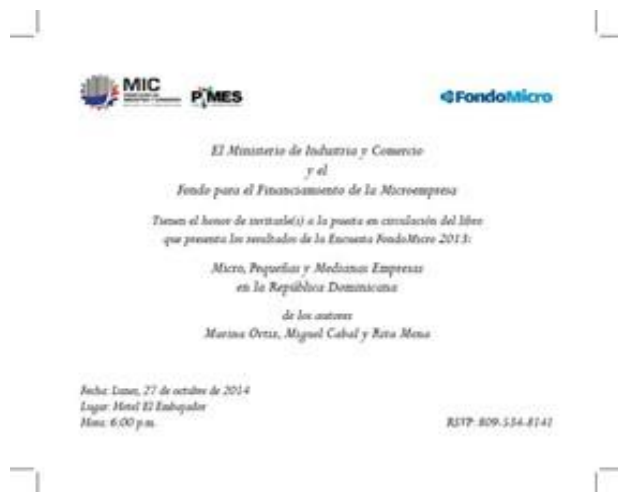 MIC
PYMES
FondoMicro
El Ministerio de Industria y Comercio
y el
Fondo para el Financiamiento de la Microempresa
Tienen el honor de invitarle(s) a la puesta en circulación del libro
que presenta los resultados de la Encuesta FondoMicro 2013:
Micro, Pequeñas y Medianas Empresas
en la República Dominicana
de los autores
Marina Ortiz, Miguel Cabal y Rita Mena
Fecha: Lunes, 27 de octubre de 2014
Lugar: Hotel El Embajador
Hora: 6:00 p.m.
RSVP: 809-534-8141